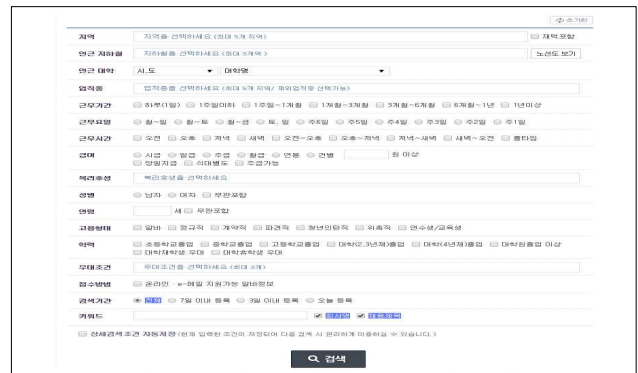 초기화
지역 지역을 선택하세요 (최대 5개 지역) 재택포함
인근 지하철 지하철을 선택하세요 (최대 3개역) 노선도 보기
인근 대학 시,도 대학명
업직종 업직종을 선택하세요 (최대 5개 지역/ 제외업직종 선택가능)
근무기간 하루(1일) 1주일이하 1주일~1개월 1개월~3개월 3개월~6개월 6개월~1년 1년이상
근무요일 월~일 월~토 월~금 토, 일 주6일 주5일 주4일 주3일 주2일 주1일
근무시간 오전 오후 저녁 새벽 오전~오후 오후~저녁 저녁~새벽 새벽~오전 풀타임
급여 시급 일급 주급 월급 연봉 건별 원 이상
당일지급 식대별도 주급가능
복리후생 복리후생을 선택하세요
성별 남자 여자 무관포함
연령 세 무관포함
고용형태 알바 정규직 계약직 파견직 청년인턴직 위촉직 연수생/교육생
학력 초등학교졸업 중학교졸업 고등학교졸업 대학(2,3년제)졸업 대학(4년제)졸업 대학원졸업 이상
대학재학생 우대 대학휴학생 우대
우대조건 우대조건을 선택하세요 (최대 3개)
접수방법 온라인ㆍe-메일 지원가능 알바정보
검색기간 전체 7일 이내 등록 3일 이내 등록 오늘 등록
키워드 회사명 채용제목
상세검색조건 자동저장 (현재 입력한 조건이 저장되어 다음 검색 시 편리하게 이용하실 수 있습니다.)
검색